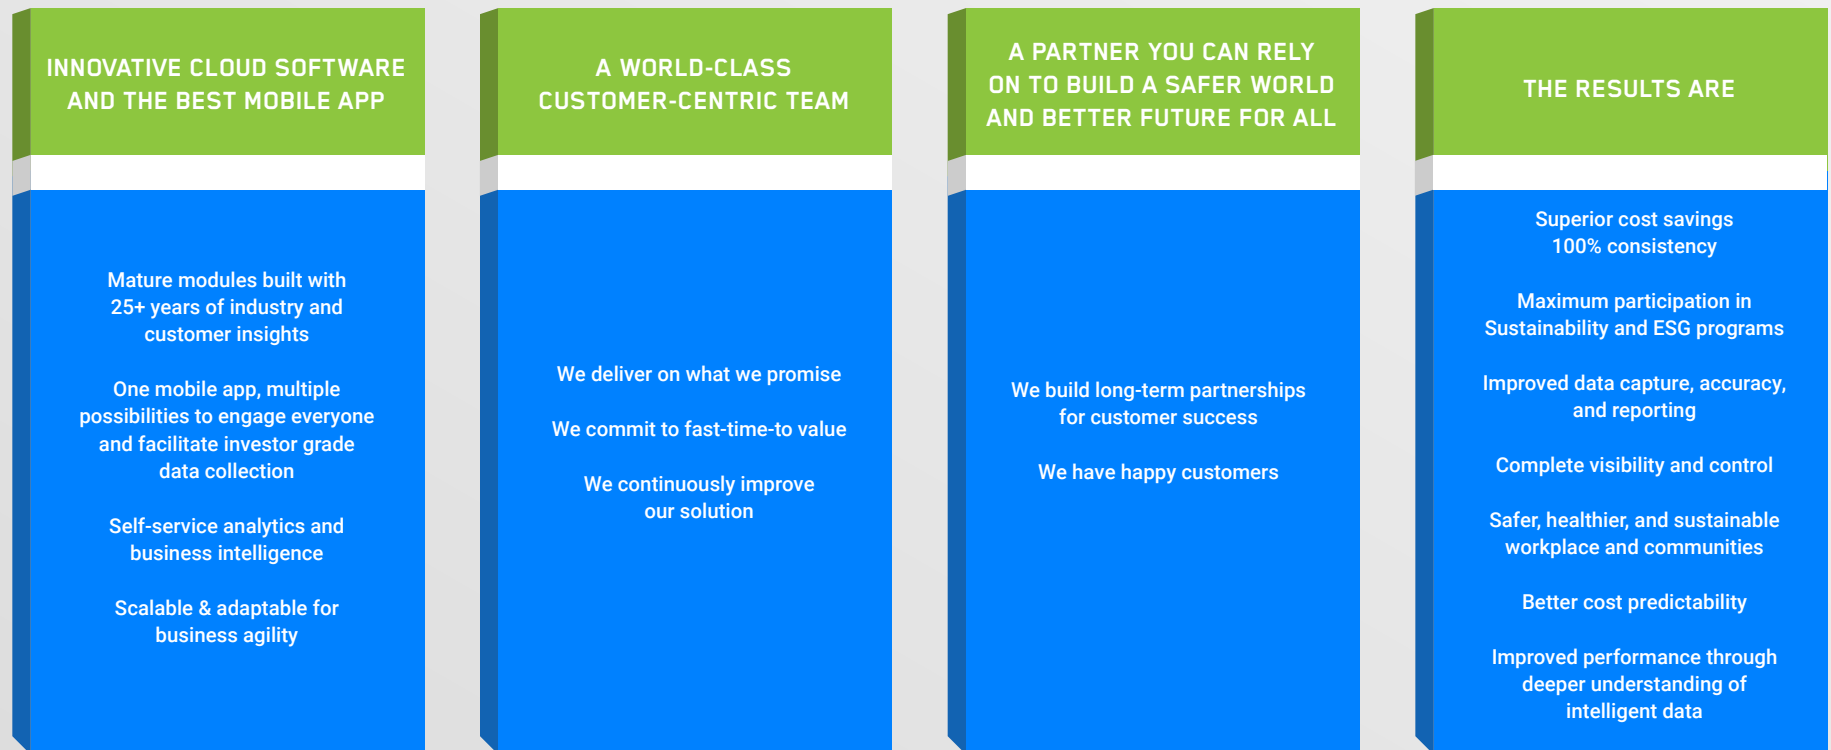 INNOVATIVE CLOUD SOFTWARE
AND THE BEST MOBILE APP
Mature modules built with
25+ years of industry and
customer insights
One mobile app, multiple
possibilities to engage everyone
and facilitate investor grade
data collection
Self-service analytics and
business intelligence
Scalable & adaptable for
business agility
A WORLD-CLASS
CUSTOMER-CENTRIC TEAM
We deliver on what we promise
We commit to fast-time-to value
We continuously improve
our solution
A PARTNER YOU CAN RELY
ON TO BUILD A SAFER WORLD
AND BETTER FUTURE FOR ALL
We build long-term partnerships
for customer success
We have happy customers
THE RESULTS ARE
Superior cost savings
100% consistency
Maximum participation in
Sustainability and ESG programs
Improved data capture, accuracy,
and reporting
Complete visibility and control
Safer, healthier, and sustainable
workplace and communities
Better cost predictability
Improved performance through
deeper understanding of
intelligent data